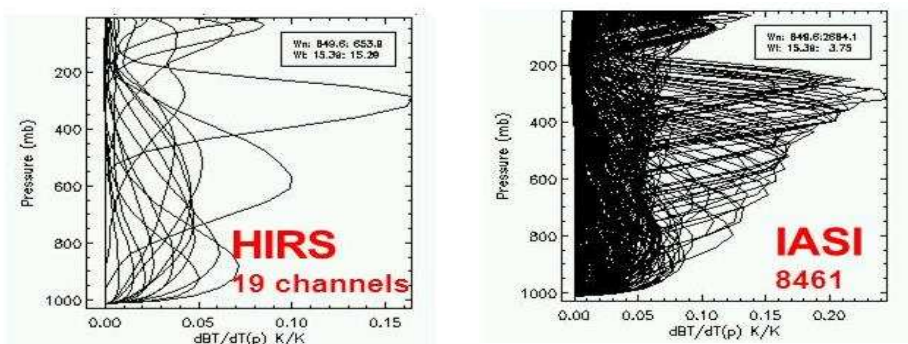 Wn: 649.6: 653.8
Wl: 15.39: 15.29
Pressure (mb)
200
400
600
800
1000
0.00 0.05 0.10 0.15
dBT/dT(p) K/K
HIRS
19 channels
Wn: 649.6:2664.1
Wl: 15.39: 3.75
Pressure (mb)
200
400
600
800
1000
0.00 0.05 0.10 0.15 0.20
dBT/dT(p) K/K
IASI
8461